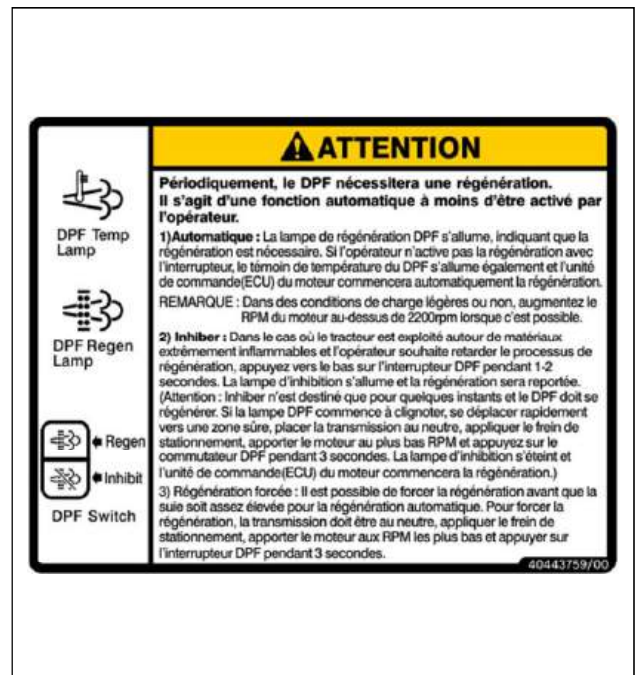 ATTENTION
DPF Temp
Lamp
DPF Regen
Lamp
Regen
Inhibit
DPF Switch
Périodiquement, le DPF nécessitera une régénération.
Il s'agit d'une fonction automatique à moins d'être activé par
l'opérateur.
1)Automatique : La lampe de régénération DPF s'allume, indiquant que la
régénération est nécessaire. Si l'opérateur n'active pas la régénération avec
l'interrupteur, le témoin de température du DPF s'allume également et l'unité
de commande(ECU) du moteur commencera automatiquement la régénération.
REMARQUE : Dans des conditions de charge légères ou non, augmentez le
RPM du moteur au-dessus de 2200rpm lorsque c'est possible.
2) Inhiber : Dans le cas où le tracteur est exploité autour de matériaux
extrêmement inflammables et l'opérateur souhaite retarder le processus de
régénération, appuyez vers le bas sur l'interrupteur DPF pendant 1-2
secondes. La lampe d'inhibition s'allume et la régénération sera reportée.
(Attention : Inhiber n'est destiné que pour quelques instants et le DPF doit se
régénérer. Si la lampe DPF commence à clignoter, se déplacer rapidement
vers une zone sûre, placer la transmission au neutre, appliquer le frein de
stationnement, apporter le moteur au plus bas RPM et appuyez sur le
commutateur DPF pendant 3 secondes. La lampe d'inhibition s'éteint et
l'unité de commande(ECU) du moteur commencera la régénération.)
3) Régénération forcée : Il est possible de forcer la régénération avant que la
suie soit assez élevée pour la régénération automatique. Pour forcer la
régénération, la transmission doit être au neutre, appliquer le frein de
stationnement, apporter le moteur aux RPM les plus bas et appuyer sur
l'interrupteur DPF pendant 3 secondes.
40443759/00